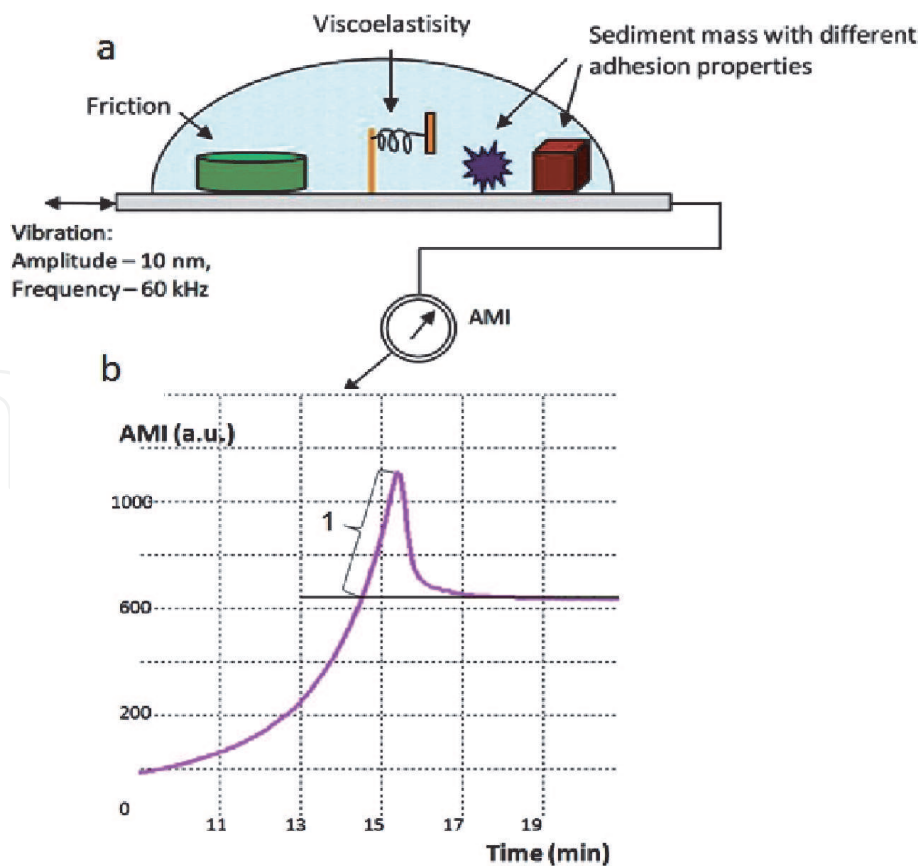 a
Viscoelastisity
Sediment mass with different
adhesion properties
Friction
Vibration:
Amplitude – 10 nm,
Frequency – 60 kHz
AMI
b
AMI (a.u.)
1000
1
600
200
0
11 13 15 17 19
Time (min)